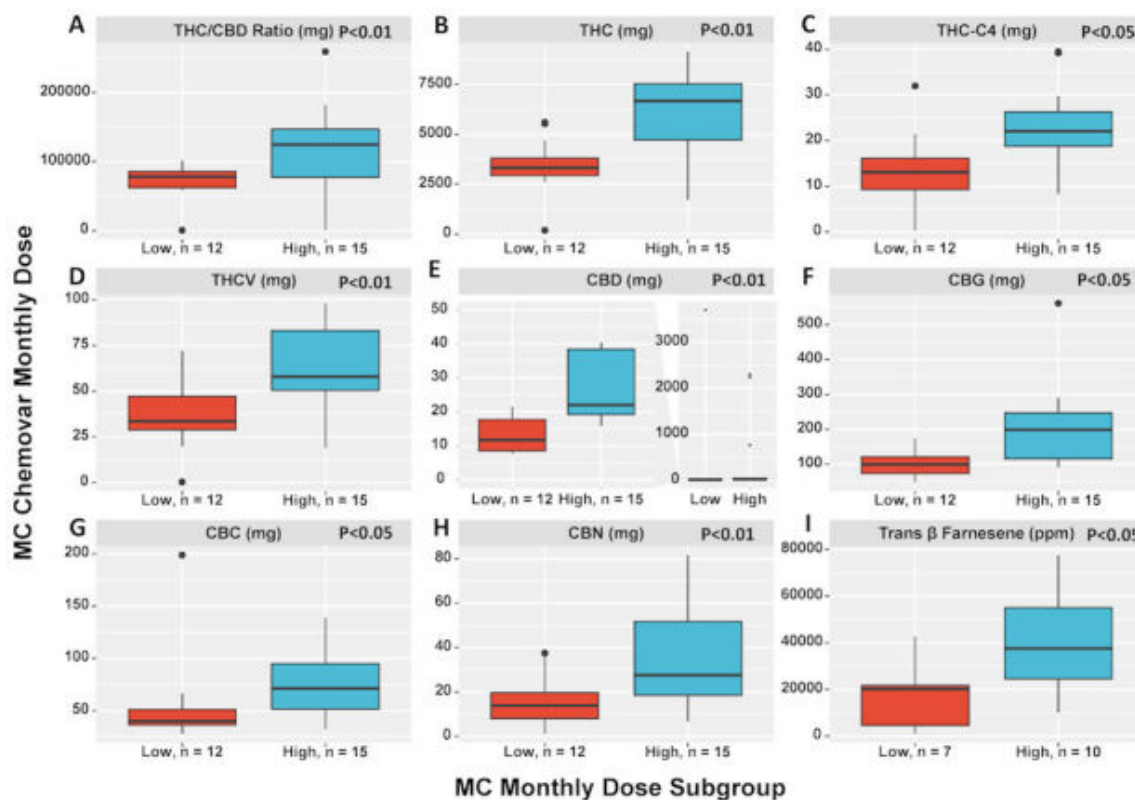 A THC/CBD Ratio (mg) P<0.01
200000
100000
0
Low, n = 12 High, n = 15
B THC (mg) P<0.01
7500
5000
2500
0
Low, n = 12 High, n = 15
C THC-C4 (mg) P<0.05
40
30
20
10
0
Low, n = 12 High, n = 15
MC Chemovar Monthly Dose
D THCV (mg) P<0.01
100
75
50
25
0
Low, n = 12 High, n = 15
E CBD (mg) P<0.01
50
40
30
20
10
0
Low, n = 12 High, n = 15
3000
2000
1000
0
Low High
F CBG (mg) P<0.05
500
400
300
200
100
Low, n = 12 High, n = 15
G CBC (mg) P<0.05
200
150
100
50
Low, n = 12 High, n = 15
H CBN (mg) P<0.01
80
60
40
20
0
Low, n = 12 High, n = 15
I Trans β Farnesene (ppm) P<0.05
80000
60000
40000
20000
0
Low, n = 7 High, n = 10
MC Monthly Dose Subgroup